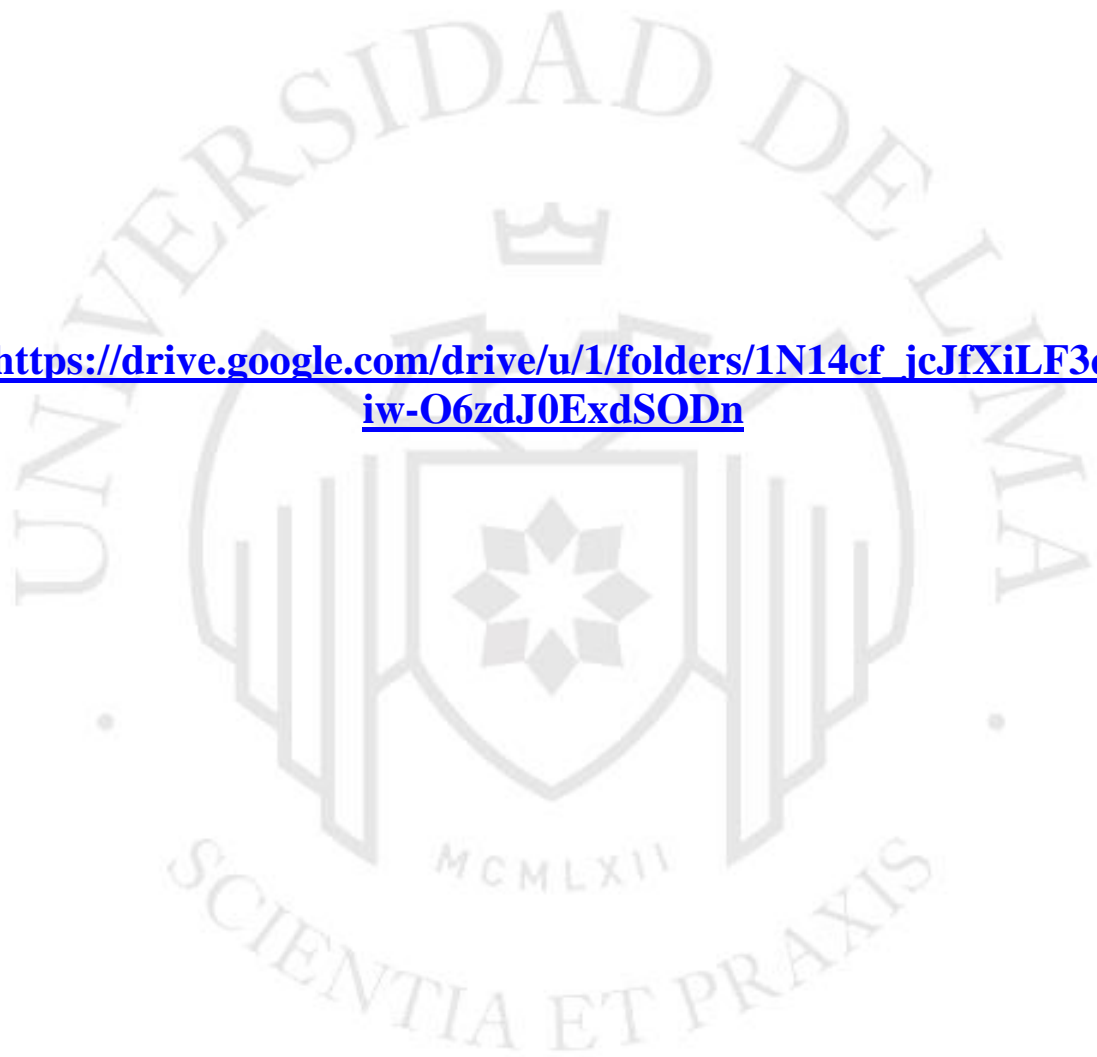 UNIVERSIDAD DE LIMA
https://drive.google.com/drive/u/1/folders/1N14cf_jcJfXiLF3
iw-O6zdJ0ExdSODn
MCMLXII
SCIENTIA ET PRAXIS